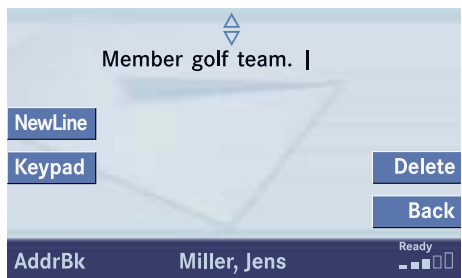 Member golf team.
NewLine
Keypad
Delete
Back
AddrBk Miller, Jens Ready